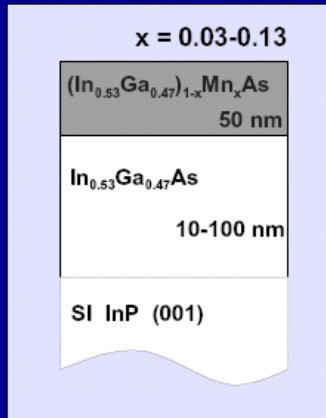 x = 0.03-0.13
(In₀.₅₃Ga₀.₄₇)₁₋ₓMnₓAs
50 nm
In₀.₅₃Ga₀.₄₇As
10-100 nm
SI InP (001)